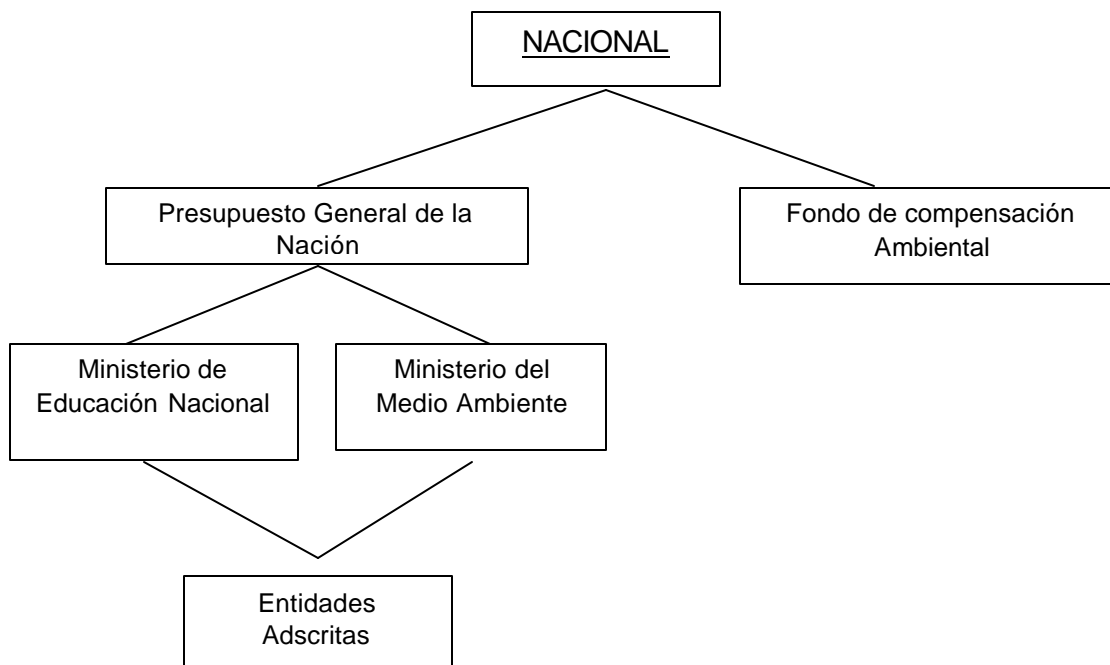 NACIONAL
Presupuesto General de la
Nación
Fondo de compensación
Ambiental
Ministerio de
Educación Nacional
Ministerio del
Medio Ambiente
Entidades
Adscritas